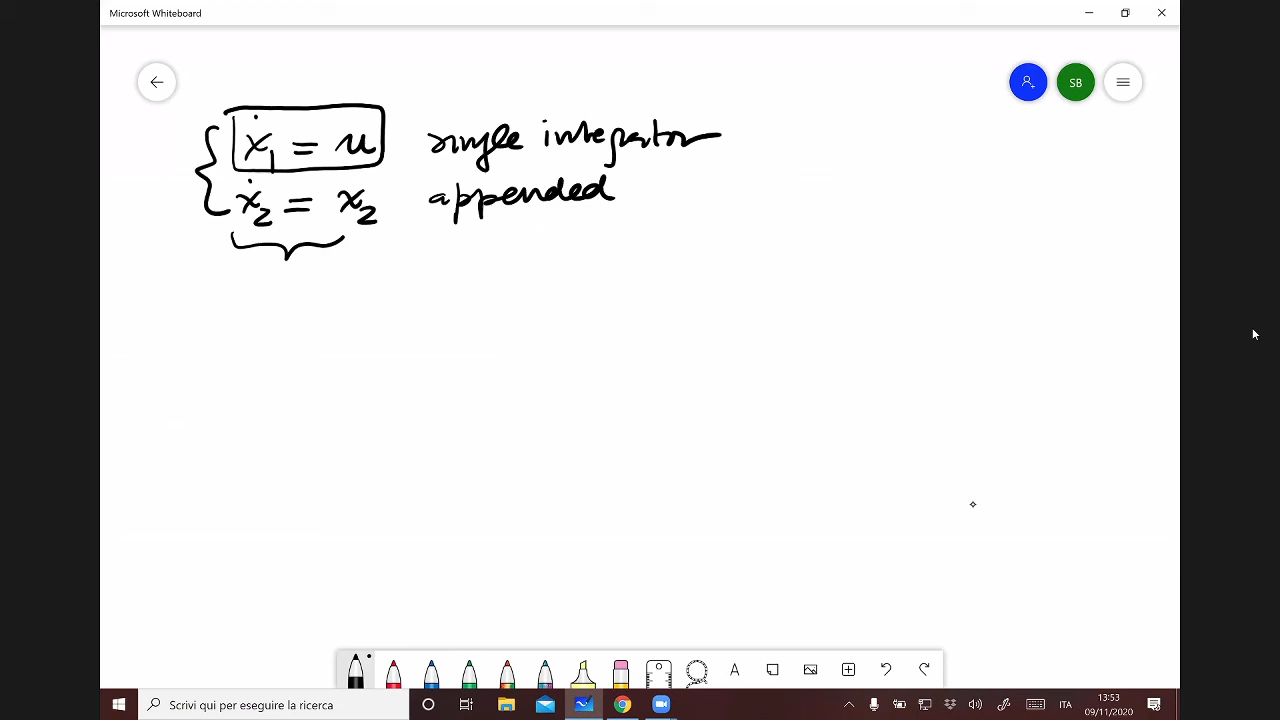 Microsoft Whiteboard
SB
ẋ₁ = u single integrator
ẋ₂ = x₂ appended
A
Scrivi qui per eseguire la ricerca
ITA
13:53
09/11/2020